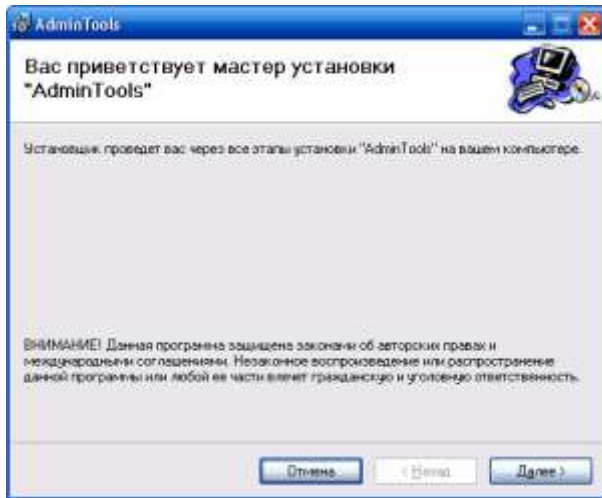 AdminTools
Вас приветствует мастер установки
"AdminTools"
Установщик проведет вас через все этапы установки "AdminTools" на вашем компьютере.
ВНИМАНИЕ! Данная программа защищена законами об авторских правах и
международными соглашениями. Незаконное воспроизведение или распространение
данной программы или любой ее части влечет гражданскую и уголовную ответственность.
Отмена
< Назад
Далее >